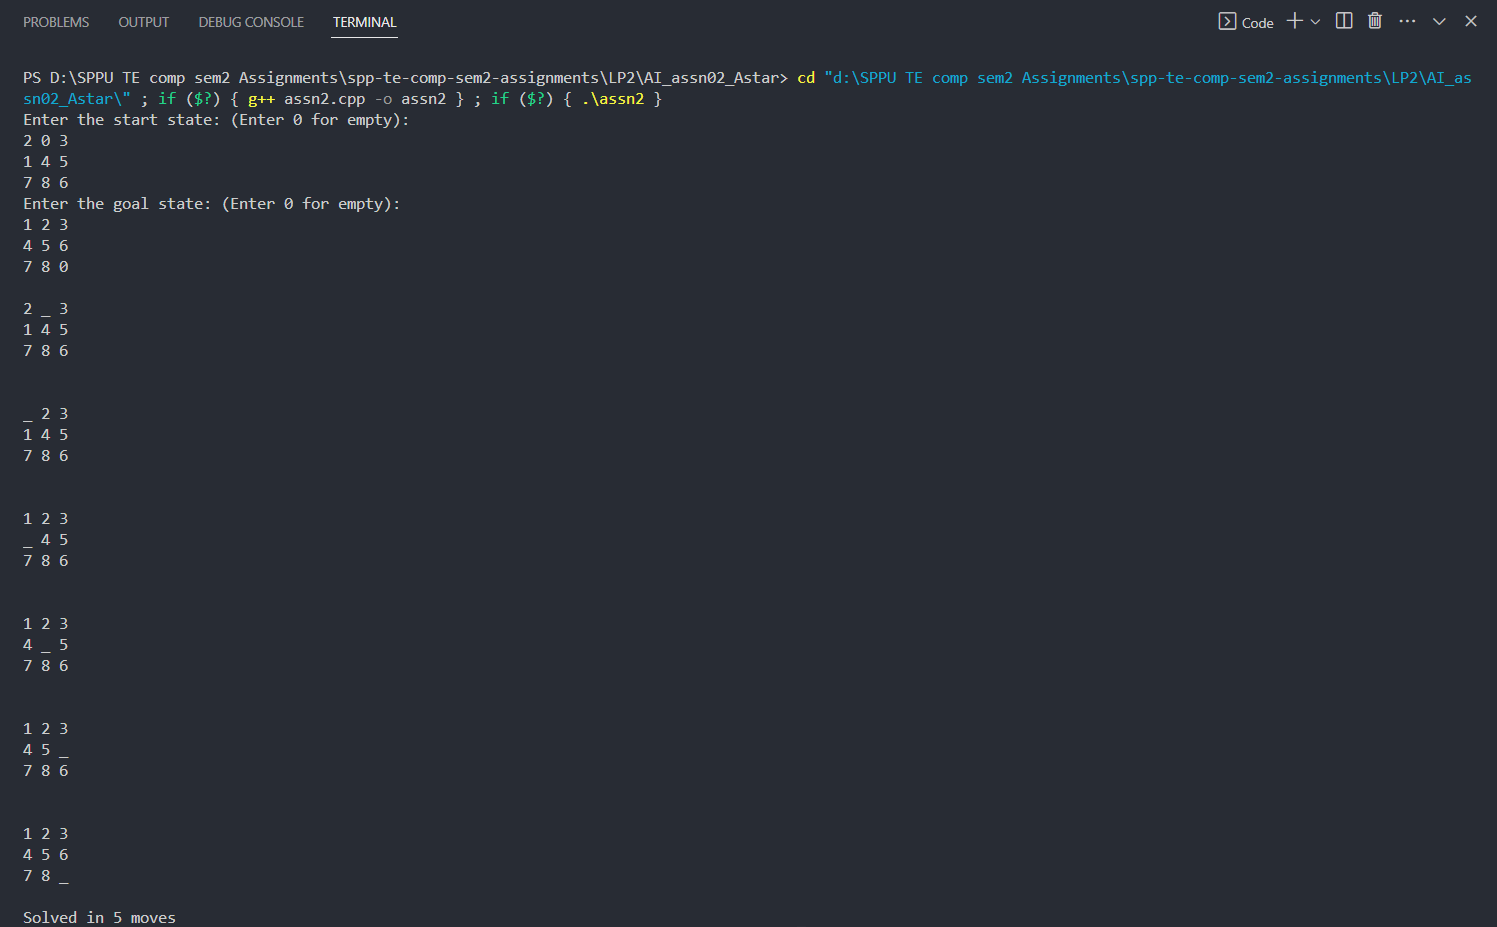 PROBLEMS OUTPUT DEBUG CONSOLE TERMINAL Code
PS D:\SPPU TE comp sem2 Assignments\spp-te-comp-sem2-assignments\LP2\AI_assn02_Astar> cd "d:\SPPU TE comp sem2 Assignments\spp-te-comp-sem2-assignments\LP2\AI_as
sn02_Astar\" ; if ($?) { g++ assn2.cpp -o assn2 } ; if ($?) { .\assn2 }
Enter the start state: (Enter 0 for empty):
2 0 3
1 4 5
7 8 6
Enter the goal state: (Enter 0 for empty):
1 2 3
4 5 6
7 8 0
2 _ 3
1 4 5
7 8 6
_ 2 3
1 4 5
7 8 6
1 2 3
_ 4 5
7 8 6
1 2 3
4 _ 5
7 8 6
1 2 3
4 5 _
7 8 6
1 2 3
4 5 6
7 8 _
Solved in 5 moves